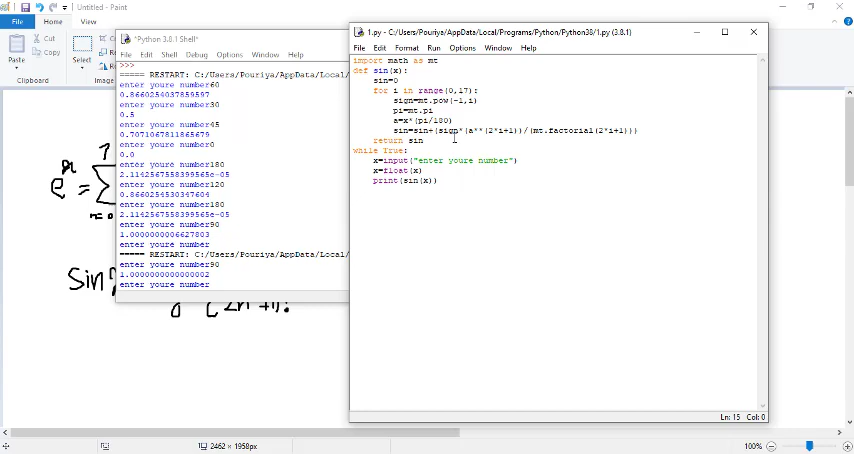 Untitled - Paint
File
Home
View
Paste
Cut
Copy
Select
Clipboard
Image
*Python 3.8.1 Shell*
File Edit Shell Debug Options Window Help
>>>
===== RESTART: C:/Users/Pouriya/AppData/Local/
enter youre number60
0.8660254037859597
enter youre number30
0.5
enter youre number45
0.7071067811865679
enter youre number0
0.0
enter youre number180
2.1142567558399565e-05
enter youre number120
0.8660254530347604
enter youre number180
2.1142567558399565e-05
enter youre number90
1.0000000006627803
enter youre number
===== RESTART: C:/Users/Pouriya/AppData/Local/
enter youre number90
1.0000000000000002
enter youre number
1.py - C:/Users/Pouriya/AppData/Local/Programs/Python/Python38/1.py (3.8.1)
File Edit Format Run Options Window Help
import math as mt
def sin(x):
sin=0
for i in range(0,17):
sign=mt.pow(-1,i)
pi=mt.pi
a=x*(pi/180)
sin=sin+(sign*(a**(2*i+1))/(mt.factorial(2*i+1)))
return sin
while True:
x=input("enter youre number")
x=float(x)
print(sin(x))
Ln: 15 Col: 0
n=0
Sin
(2n+1)!
2462 × 1958px
100%